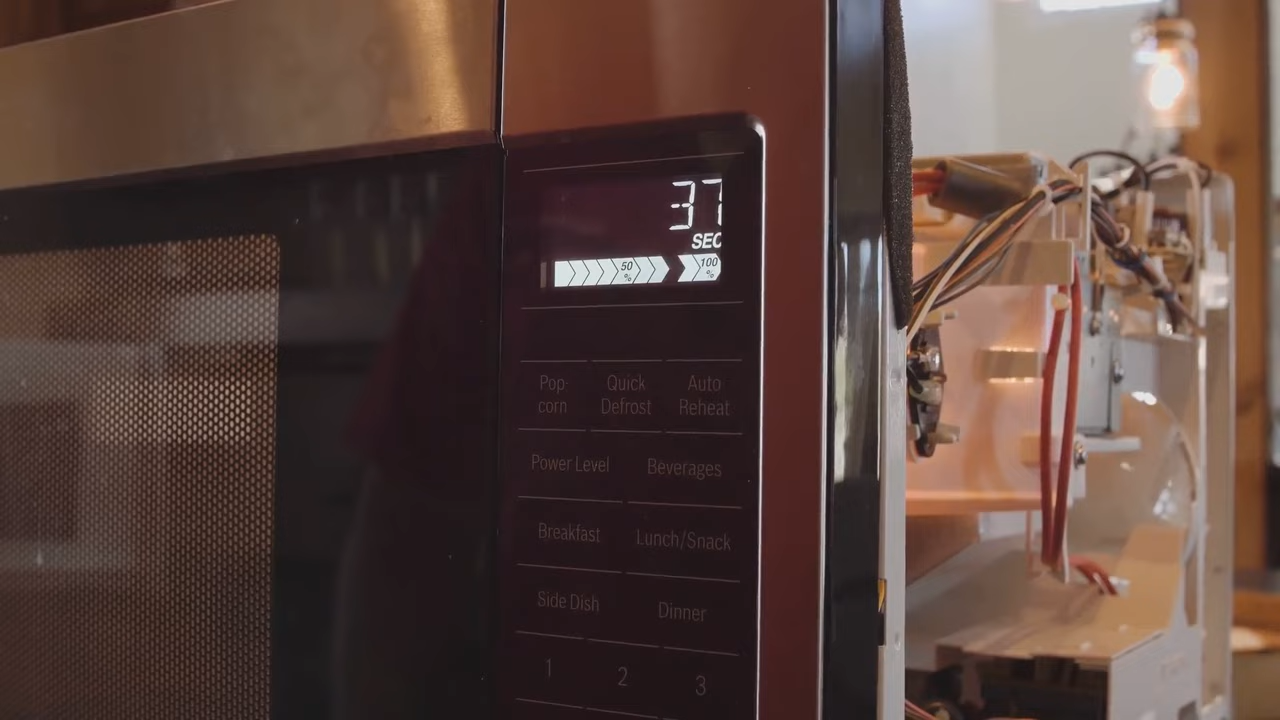 37
SEC
50 % 100 %
Pop- Quick Auto
corn Defrost Reheat
Power Level Beverages
Breakfast Lunch/Snack
Side Dish Dinner
1 2 3